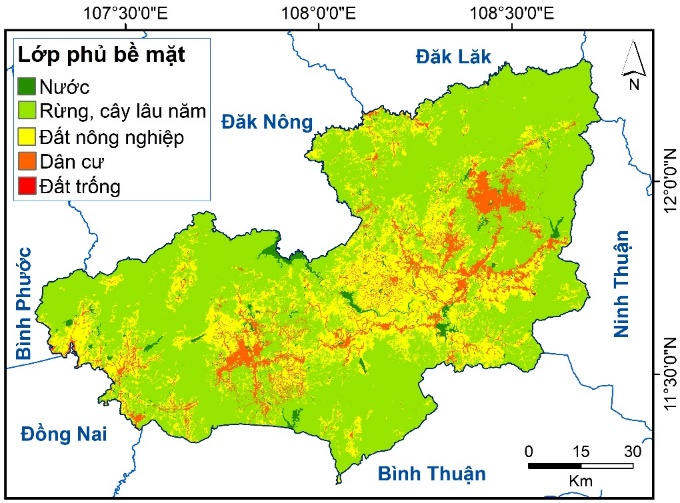 107°30'0"E
108°0'0"E
108°30'0"E
Lớp phủ bề mặt
Nước
Rừng, cây lâu năm
Đất nông nghiệp
Dân cư
Đất trống
Đăk Lăk
N
Đăk Nông
12°0'0"N
Bình Phước
Ninh Thuận
11°30'0"N
Đồng Nai
Bình Thuận
0 15 30
Km